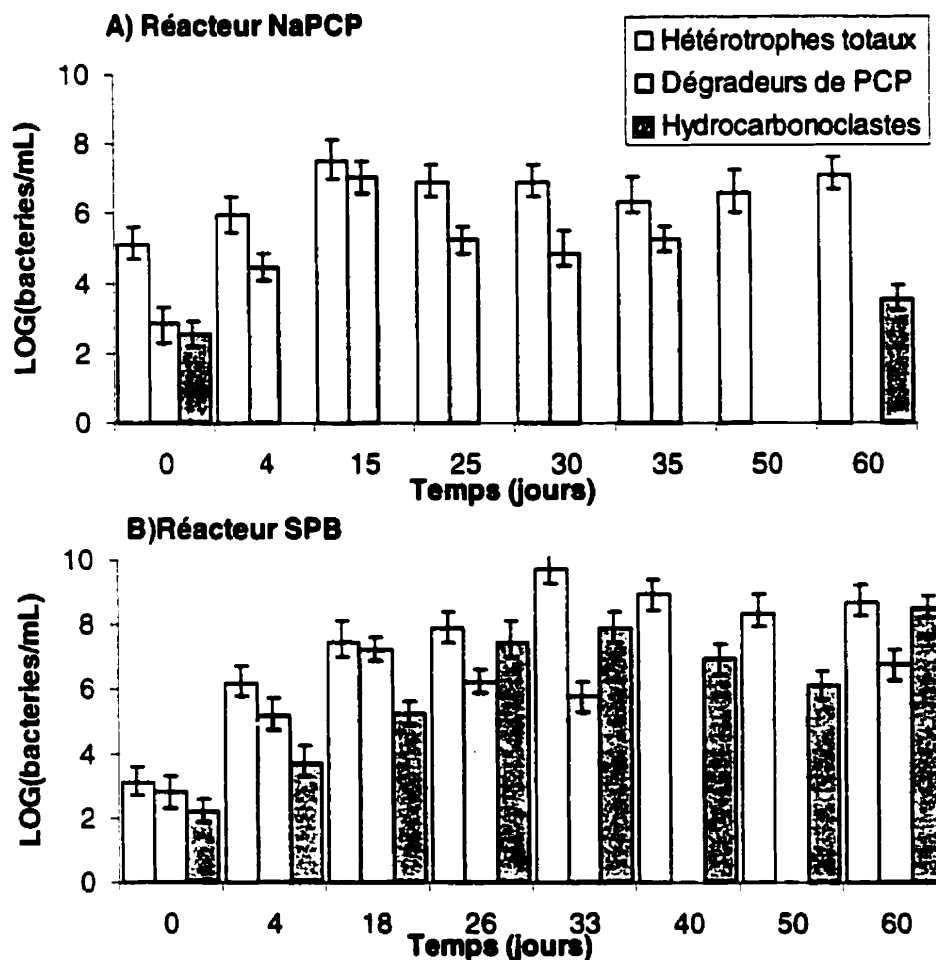 A) Réacteur NaPCP
Hétérotrophes totaux
Dégradeurs de PCP
Hydrocarbonoclastes
LOG(bacteries/mL)
10
8
6
4
2
0
0 4 15 25 30 35 50 60
Temps (jours)
B)Réacteur SPB
LOG(bacteries/mL)
10
8
6
4
2
0
0 4 18 26 33 40 50 60
Temps (jours)